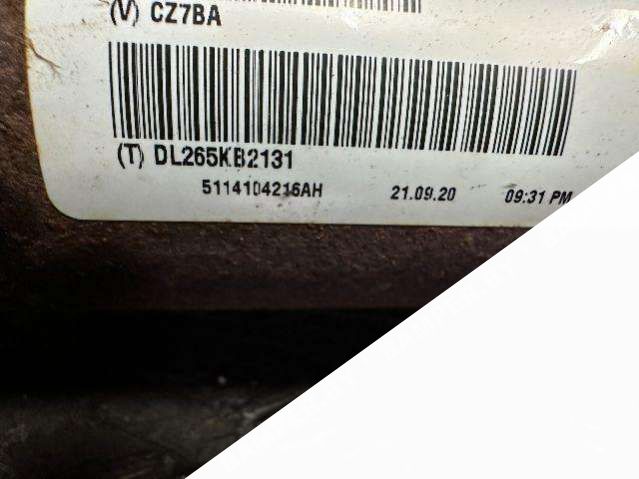 (V) CZ7BA
(T) DL265KB2131
5114104216AH 21.09.20 09:31 PM